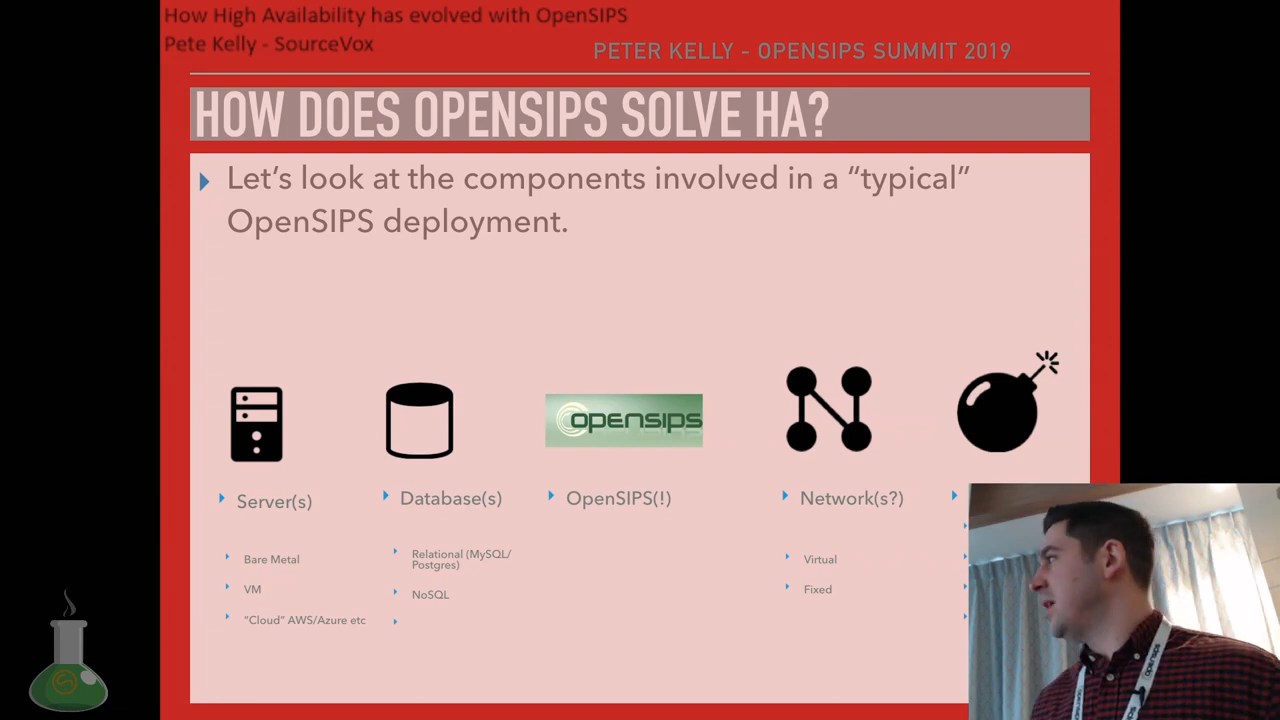 How High Availability has evolved with OpenSIPS
Pete Kelly - SourceVox
PETER KELLY - OPENSIPS SUMMIT 2019
HOW DOES OPENSIPS SOLVE HA?
Let's look at the components involved in a “typical”
OpenSIPS deployment.
opensips
Server(s)
Database(s)
OpenSIPS(!)
Network(s?)
Bare Metal
VM
“Cloud” AWS/Azure etc
Relational (MySQL/
Postgres)
NoSQL
Virtual
Fixed
opensips